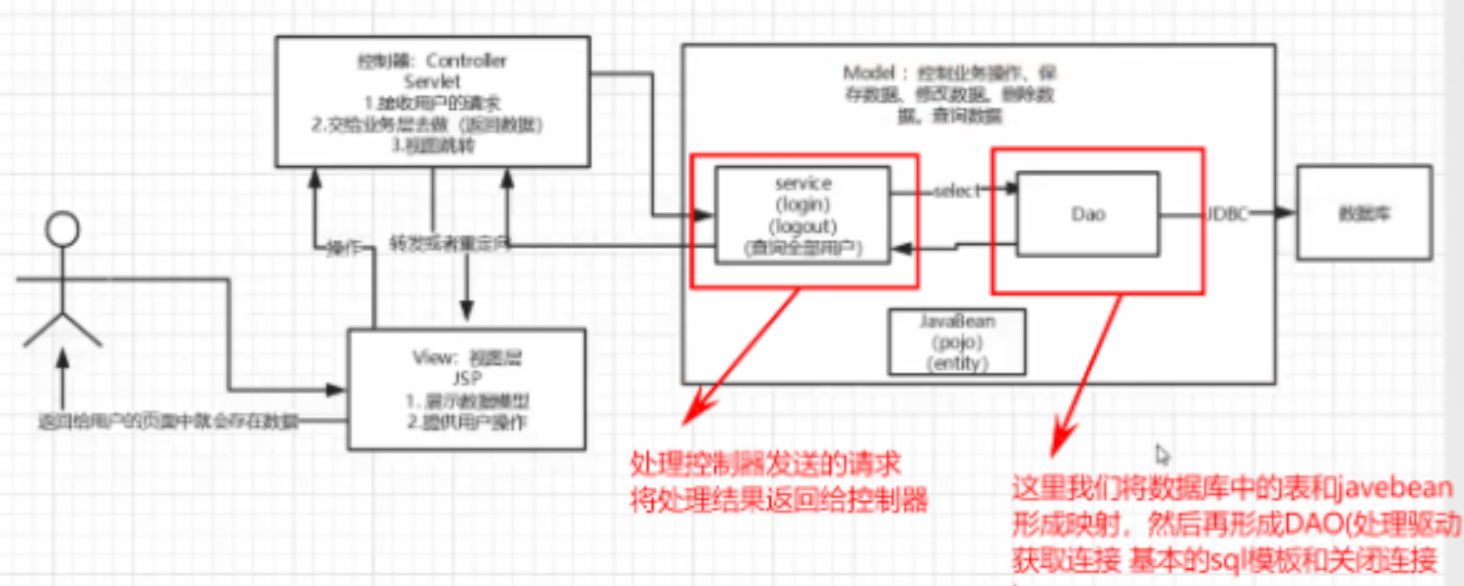 控制器：Controller
Servlet
1.接收用户的请求
2.交给业务层去做（返回数据）
3.视图跳转
Model ：控制业务操作、保
存数据、修改数据。删除数
据。查询数据
service
(login)
(logout)
(查询全部用户)
select
Dao
JDBC
数据库
操作
转发或者重定向
JavaBean
(pojo)
(entity)
View：视图层
JSP
1. 展示数据模型
2.提供用户操作
返回给用户的页面中就会存在数据
处理控制器发送的请求
将处理结果返回给控制器
这里我们将数据库中的表和javebean
形成映射，然后再形成DAO(处理驱动
获取连接 基本的sql模板和关闭连接